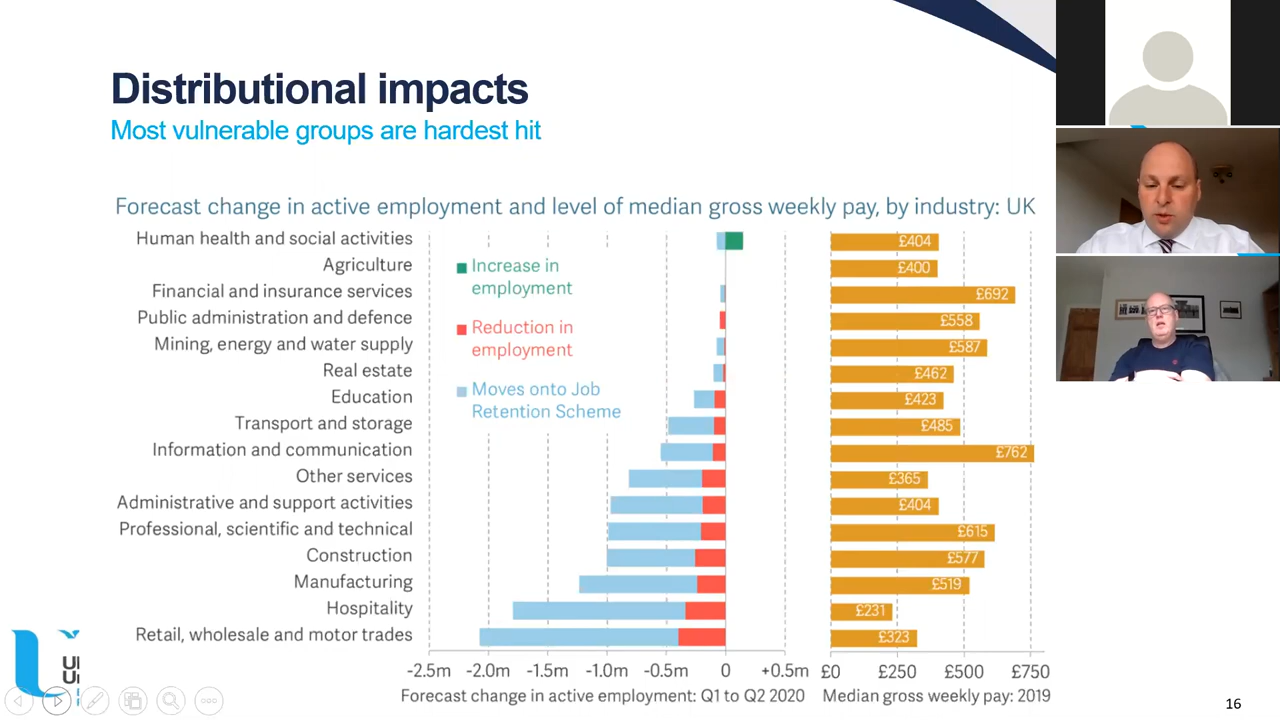 Distributional impacts
Most vulnerable groups are hardest hit
Forecast change in active employment and level of median gross weekly pay, by industry: UK
Human health and social activities
Agriculture
Financial and insurance services
Public administration and defence
Mining, energy and water supply
Real estate
Education
Transport and storage
Information and communication
Other services
Administrative and support activities
Professional, scientific and technical
Construction
Manufacturing
Hospitality
Retail, wholesale and motor trades
Increase in
employment
Reduction in
employment
Moves onto Job
Retention Scheme
-2.5m -2.0m -1.5m -1.0m -0.5m 0 +0.5m
Forecast change in active employment: Q1 to Q2 2020
£404
£400
£692
£558
£587
£462
£423
£485
£762
£365
£404
£615
£577
£519
£231
£323
£0 £250 £500 £750
Median gross weekly pay: 2019
16